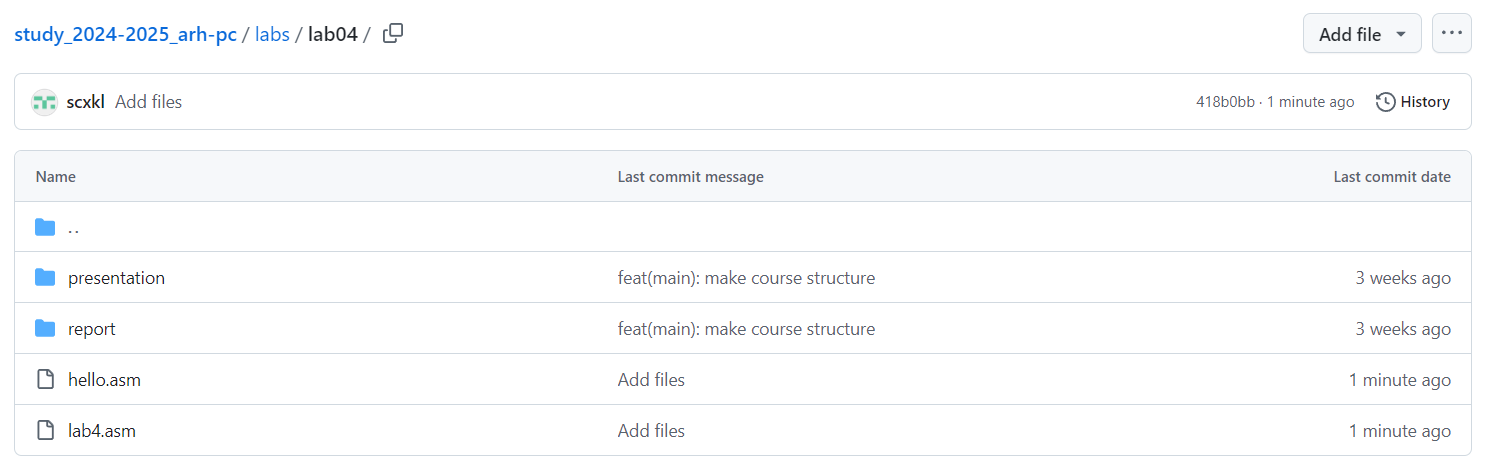 study_2024-2025_arh-pc / labs / lab04 /
Add file
scxkl Add files 418b0bb · 1 minute ago History
Name Last commit message Last commit date
..
presentation feat(main): make course structure 3 weeks ago
report feat(main): make course structure 3 weeks ago
hello.asm Add files 1 minute ago
lab4.asm Add files 1 minute ago